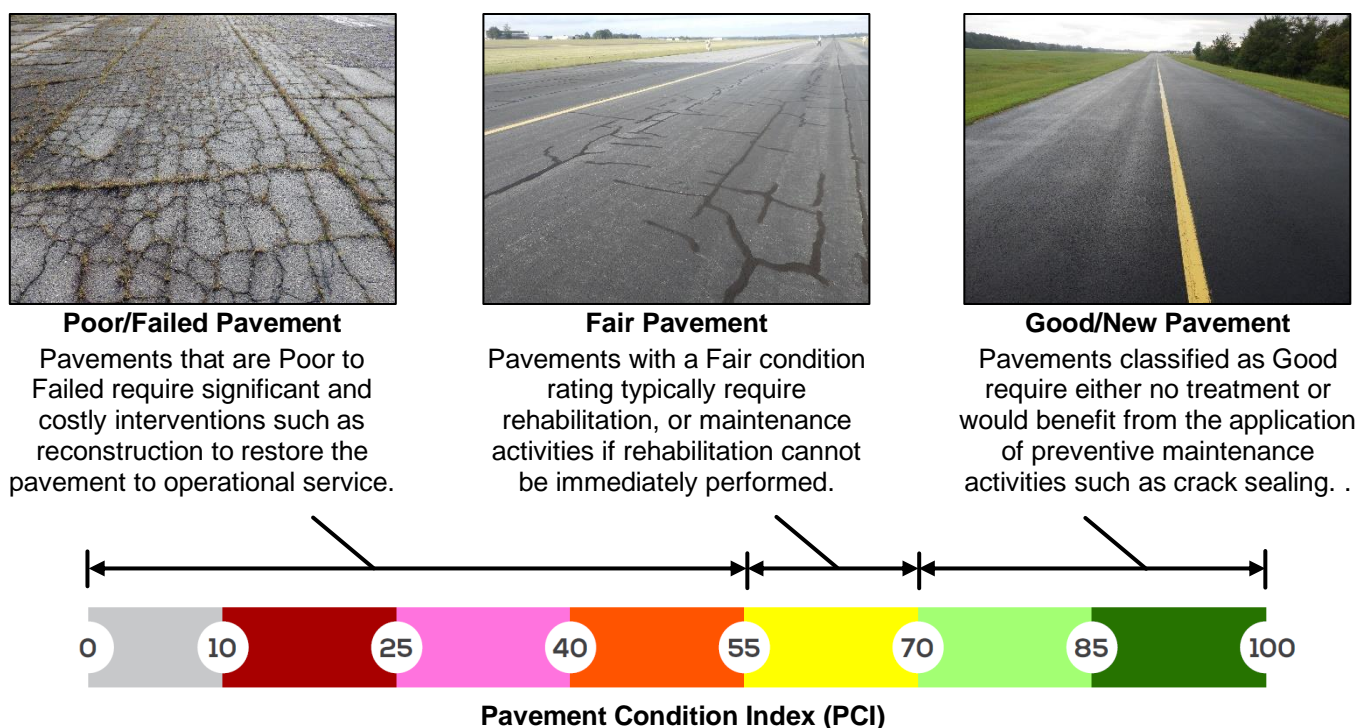 Poor/Failed Pavement
Pavements that are Poor to
Failed require significant and
costly interventions such as
reconstruction to restore the
pavement to operational service.
Fair Pavement
Pavements with a Fair condition
rating typically require
rehabilitation, or maintenance
activities if rehabilitation cannot
be immediately performed.
Good/New Pavement
Pavements classified as Good
require either no treatment or
would benefit from the application
of preventive maintenance
activities such as crack sealing. .
0 10 25 40 55 70 85 100
Pavement Condition Index (PCI)